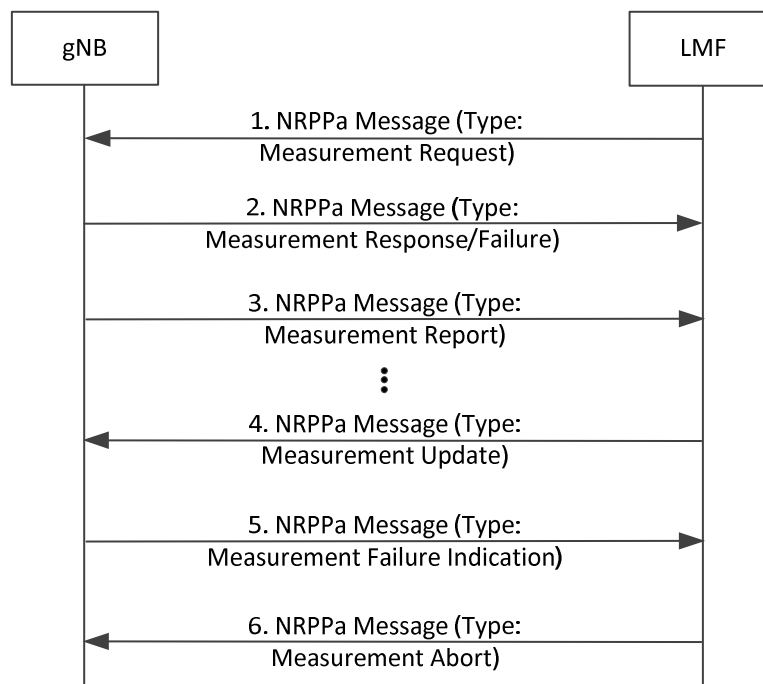 gNB
LMF
1. NRPPa Message (Type:
Measurement Request)
2. NRPPa Message (Type:
Measurement Response/Failure)
3. NRPPa Message (Type:
Measurement Report)
4. NRPPa Message (Type:
Measurement Update)
5. NRPPa Message (Type:
Measurement Failure Indication)
6. NRPPa Message (Type:
Measurement Abort)